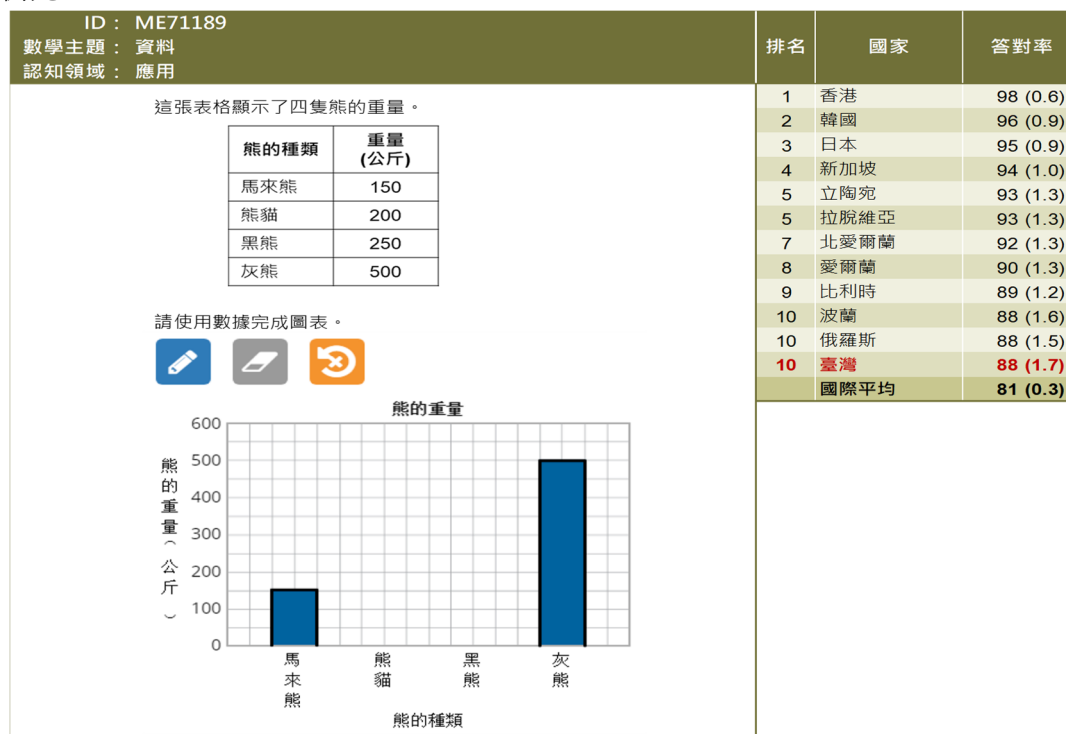 ID： ME71189
數學主題： 資料
認知領域： 應用
排名 國家 答對率
1 香港 98 (0.6)
2 韓國 96 (0.9)
3 日本 95 (0.9)
4 新加坡 94 (1.0)
5 立陶宛 93 (1.3)
5 拉脫維亞 93 (1.3)
7 北愛爾蘭 92 (1.3)
8 愛爾蘭 90 (1.3)
9 比利時 89 (1.2)
10 波蘭 88 (1.6)
10 俄羅斯 88 (1.5)
10 臺灣 88 (1.7)
國際平均 81 (0.3)
這張表格顯示了四隻熊的重量。
熊的種類 重量
(公斤)
馬來熊 150
熊貓 200
黑熊 250
灰熊 500
請使用數據完成圖表。
熊的重量
熊的重量（公斤）
600
500
400
300
200
100
0
馬來熊 熊貓 黑熊 灰熊
熊的種類